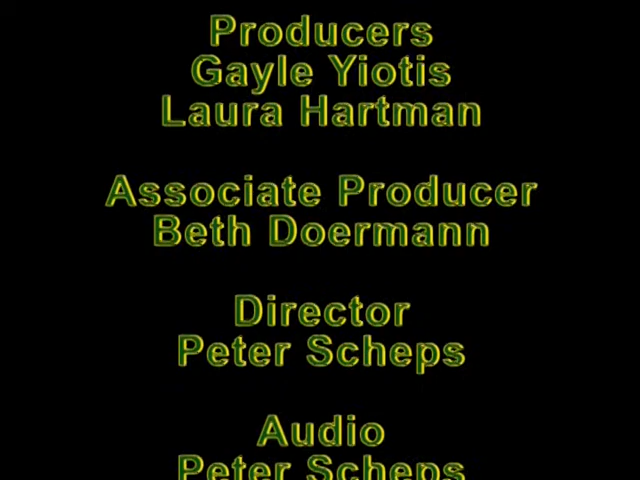 Producers
Gayle Yiotis
Laura Hartman
Associate Producer
Beth Doermann
Director
Peter Scheps
Audio
Peter Scheps